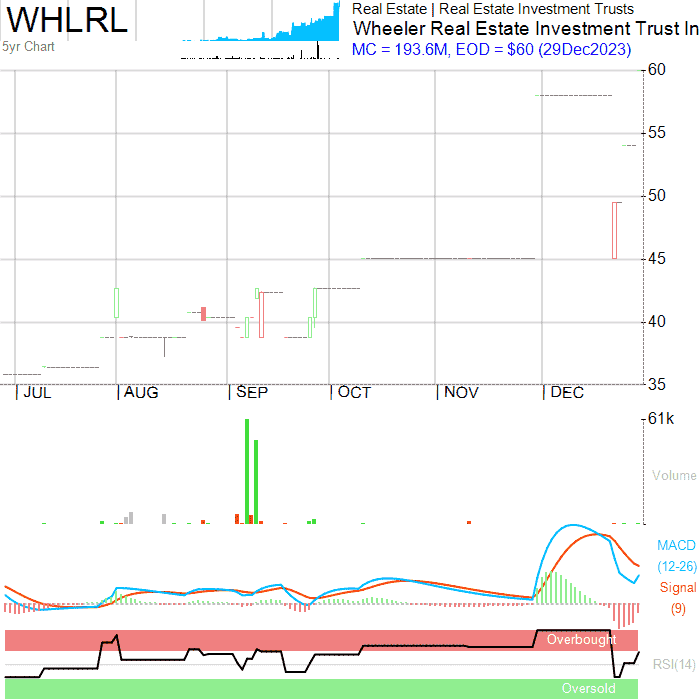 WHLRL
5yr Chart
Real Estate | Real Estate Investment Trusts
Wheeler Real Estate Investment Trust In
MC = 193.6M, EOD = $60 (29Dec2023)
60
55
50
45
40
35
JUL AUG SEP OCT NOV DEC
61k
Volume
MACD
(12-26)
Signal
(9)
Overbought
RSI(14)
Oversold